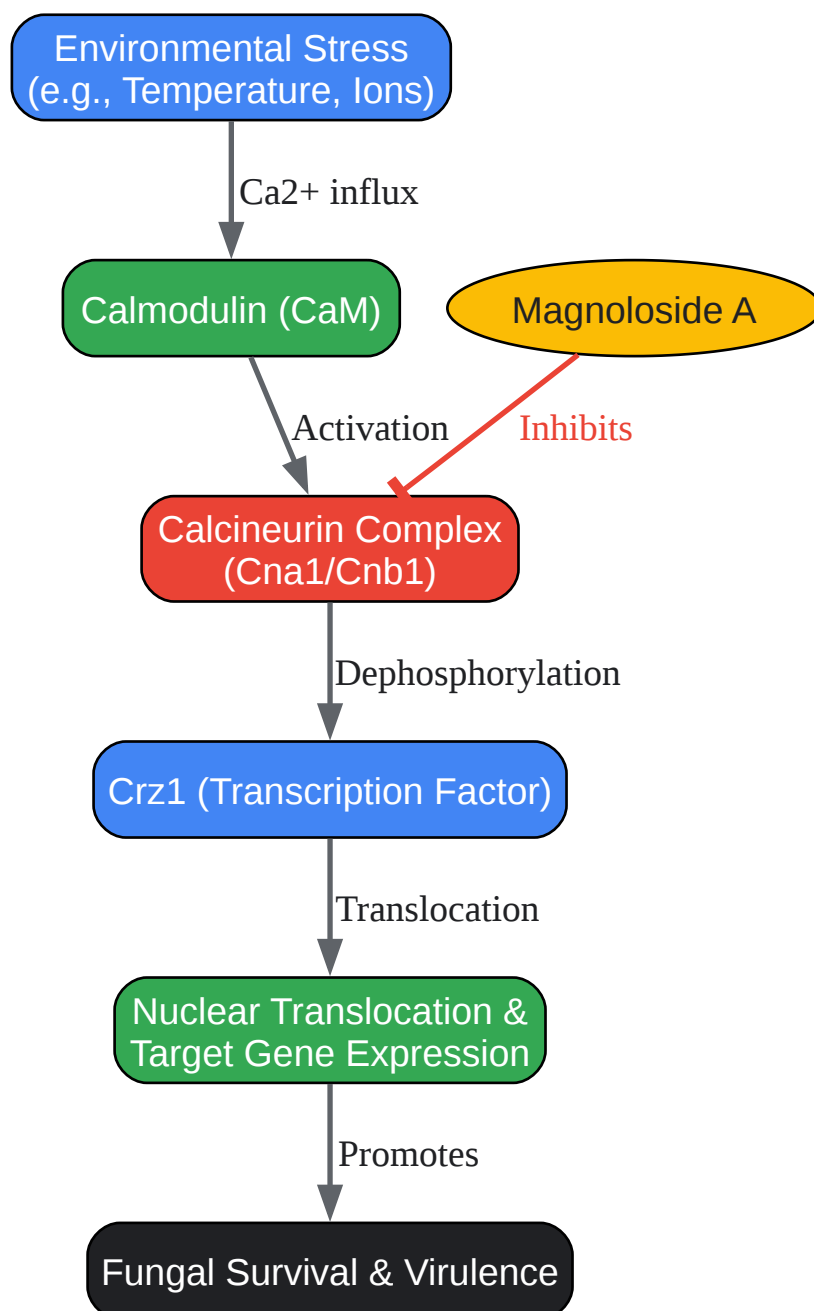 Environmental Stress
(e.g., Temperature, Ions)
Ca2+ influx
Calmodulin (CaM)
Magnoloside A
Activation
Inhibits
Calcineurin Complex
(Cna1/Cnb1)
Dephosphorylation
Crz1 (Transcription Factor)
Translocation
Nuclear Translocation &
Target Gene Expression
Promotes
Fungal Survival & Virulence